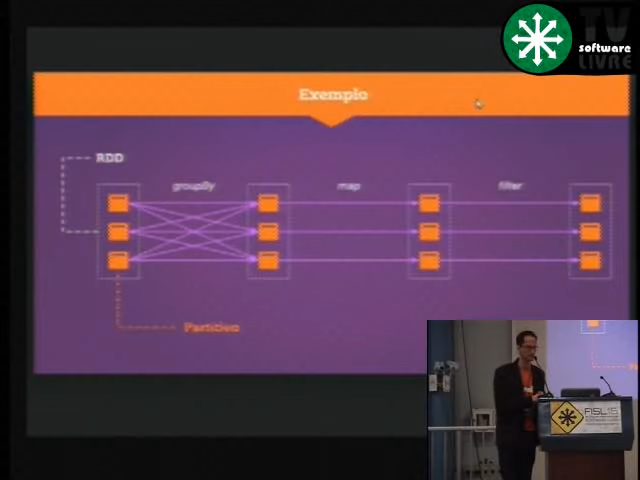 TV
software
LIVRE
Exemplo
RDD
groupBy
map
filter
Partition
FISL15